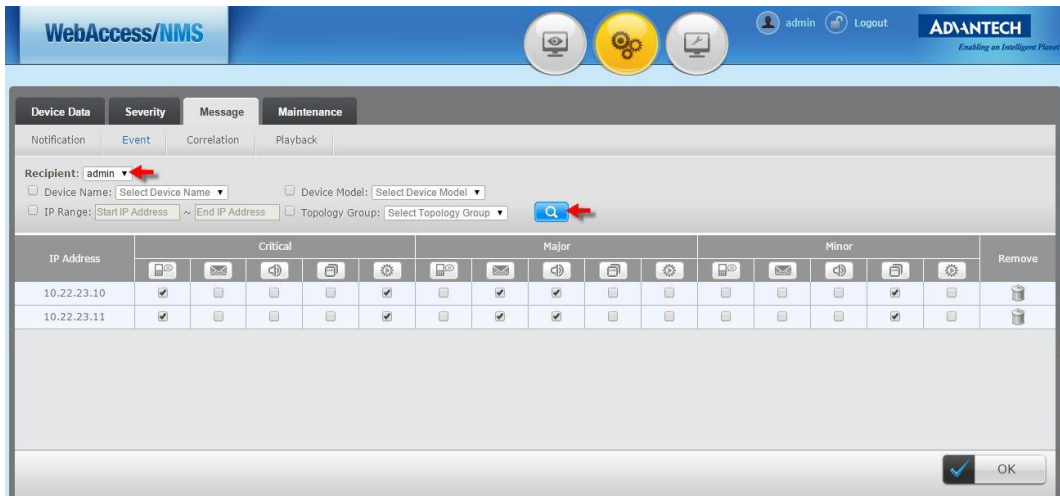 WebAccess/NMS
admin Logout
ADVANTECH
Enabling an Intelligent Planet
Device Data Severity Message Maintenance
Notification Event Correlation Playback
Recipient: admin
Device Name: Select Device Name Device Model: Select Device Model
IP Range: Start IP Address ~ End IP Address Topology Group: Select Topology Group
IP Address Critical Major Minor Remove
10.22.23.10
10.22.23.11
OK